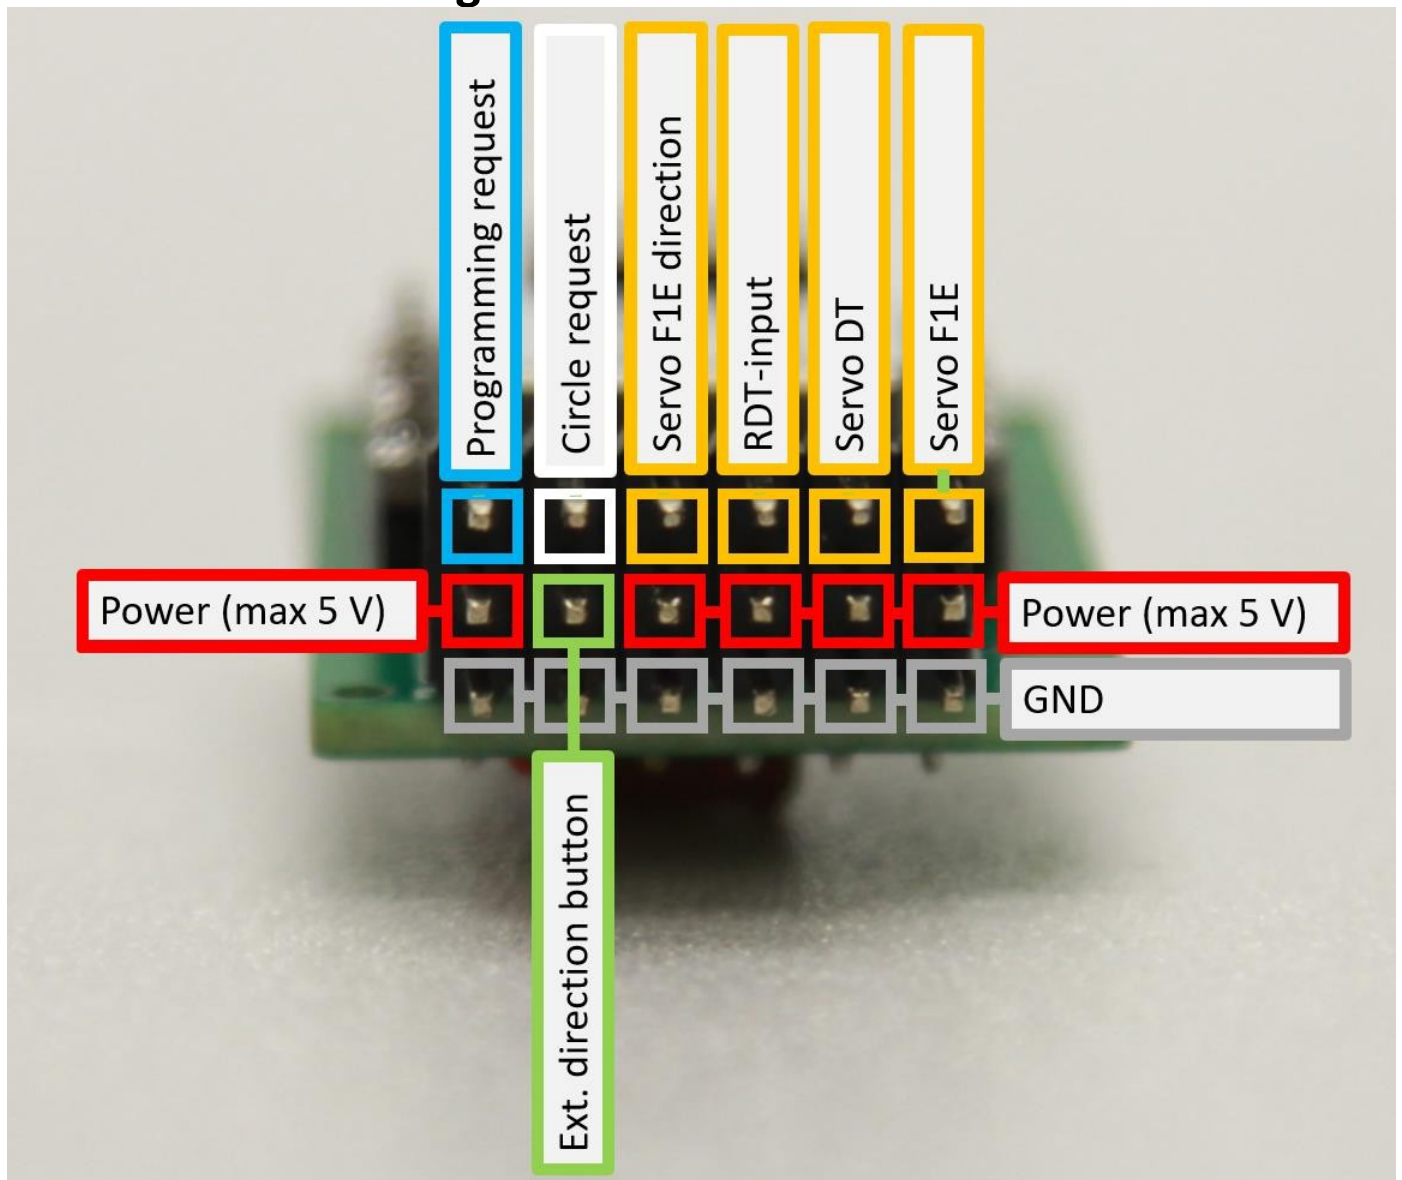 Programming request
Circle request
Servo F1E direction
RDT-input
Servo DT
Servo F1E
Power (max 5 V)
Power (max 5 V)
GND
Ext. direction button